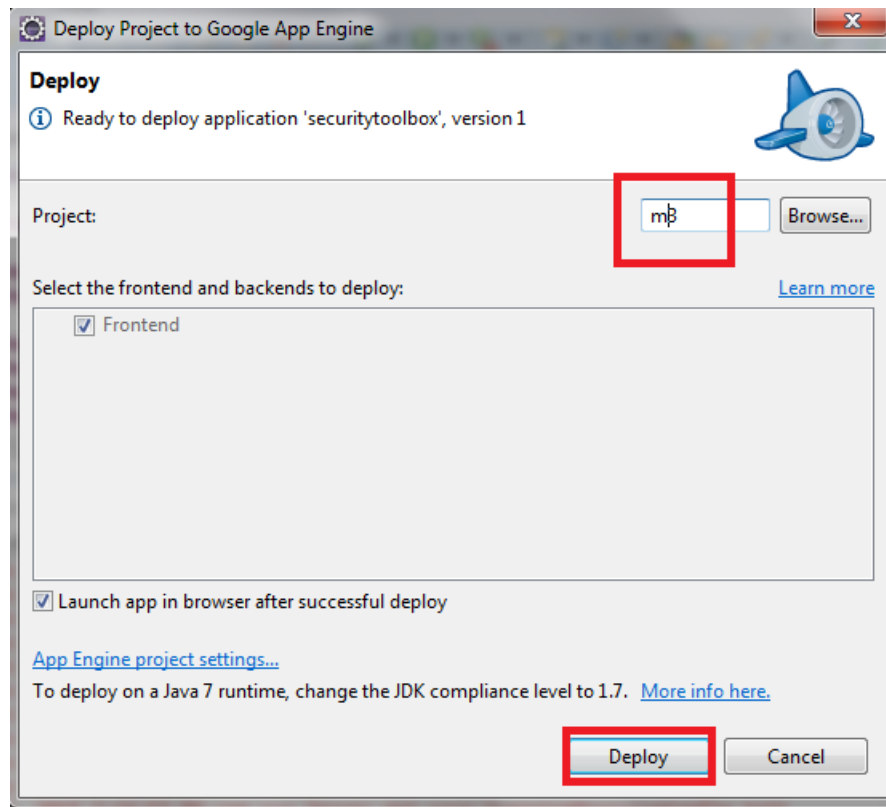 Deploy Project to Google App Engine
Deploy
Ready to deploy application 'securitytoolbox', version 1
Project:
m3
Browse...
Select the frontend and backends to deploy:
Learn more
Frontend
Launch app in browser after successful deploy
App Engine project settings...
To deploy on a Java 7 runtime, change the JDK compliance level to 1.7. More info here.
Deploy
Cancel